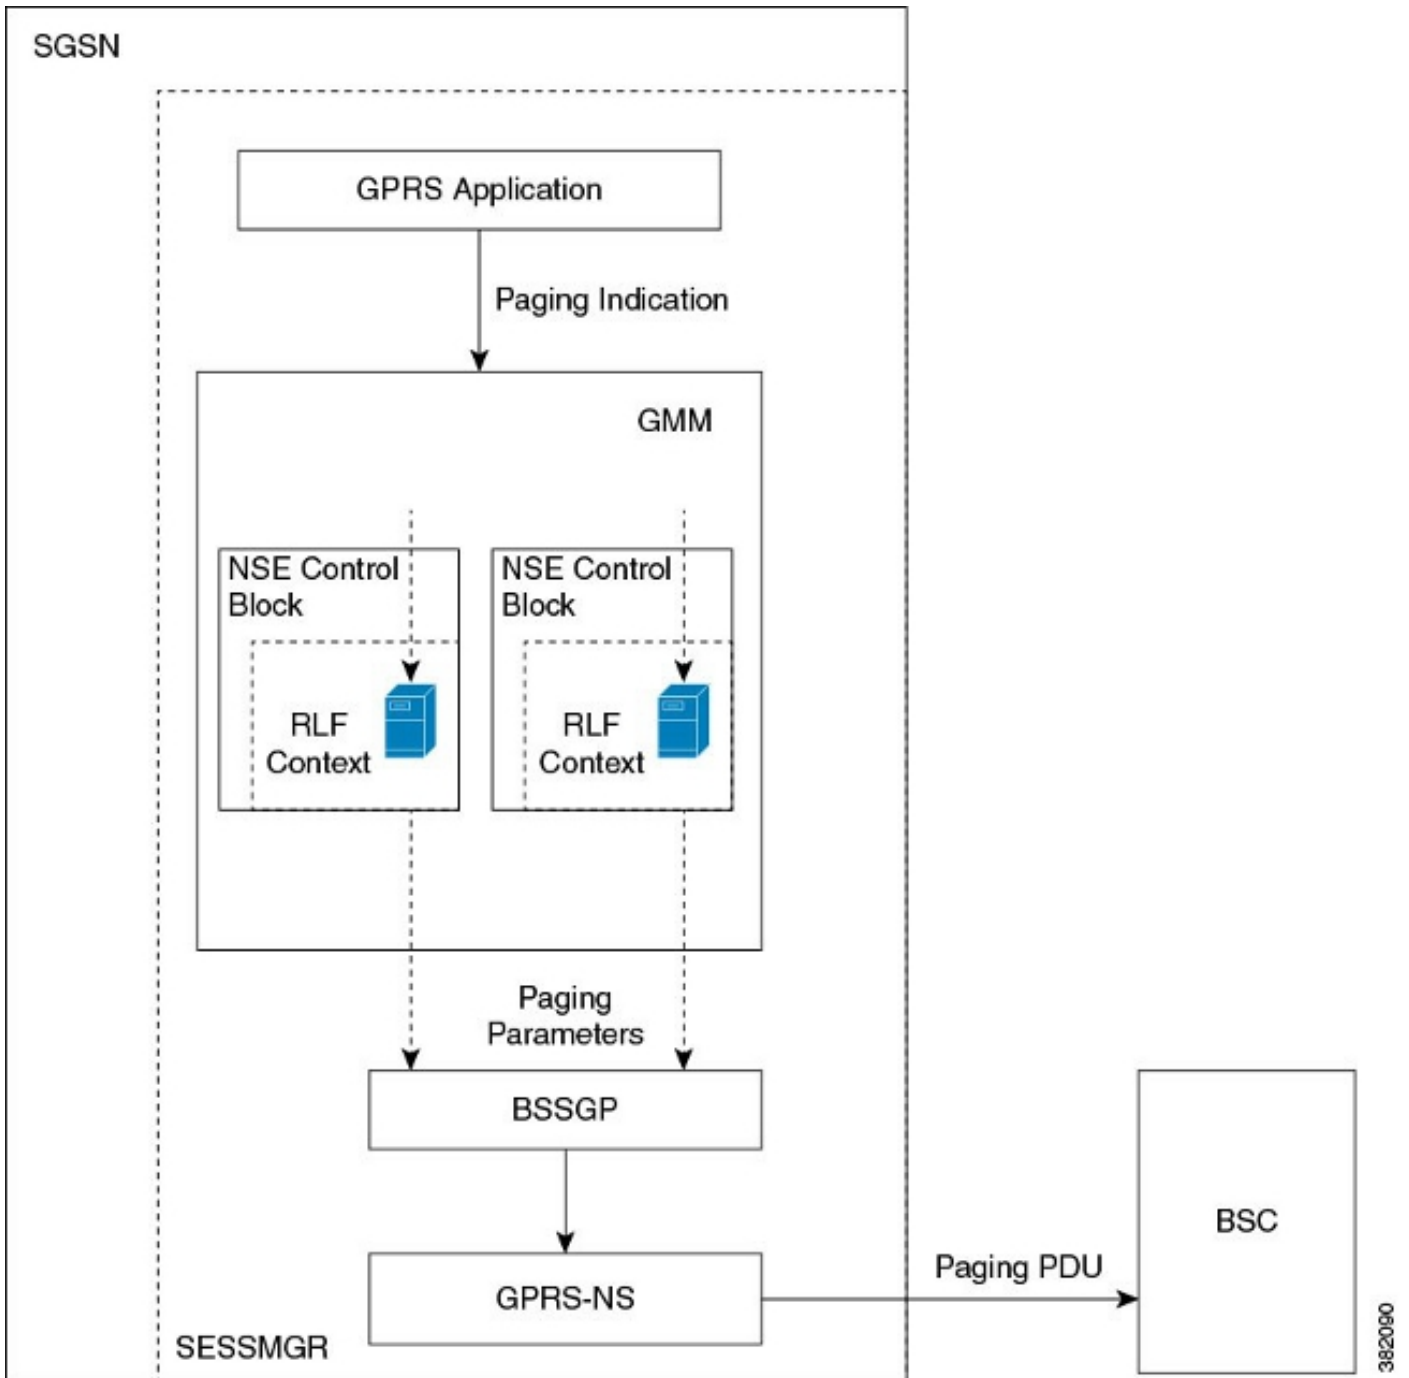 SGSN
GPRS Application
Paging Indication
GMM
NSE Control
Block
NSE Control
Block
RLF
Context
RLF
Context
Paging
Parameters
BSSGP
BSC
Paging PDU
GPRS-NS
SESSMGR
382090